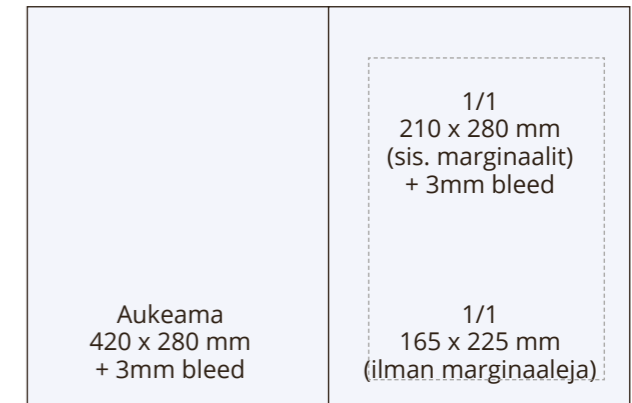 Aukeama
420 x 280 mm
+ 3mm bleed
1/1
210 x 280 mm
(sis. marginaalit)
+ 3mm bleed
1/1
165 x 225 mm
(ilman marginaaleja)